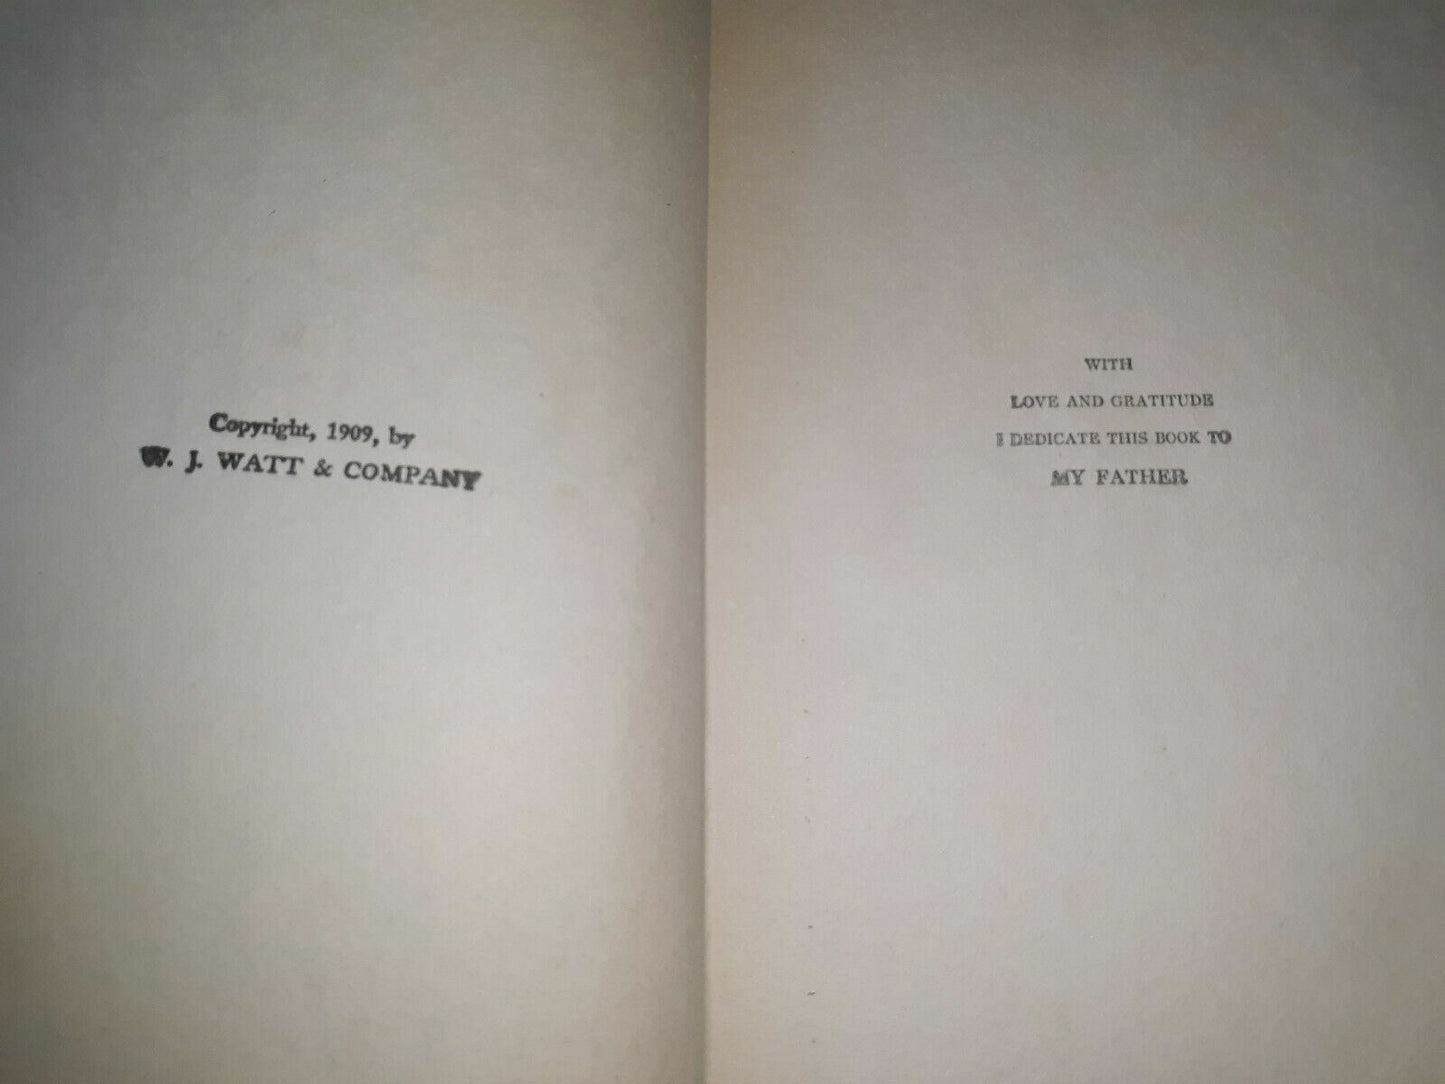 Copyright, 1909, by
W. J. WATT & COMPANY
WITH
LOVE AND GRATITUDE
I DEDICATE THIS BOOK TO
MY FATHER